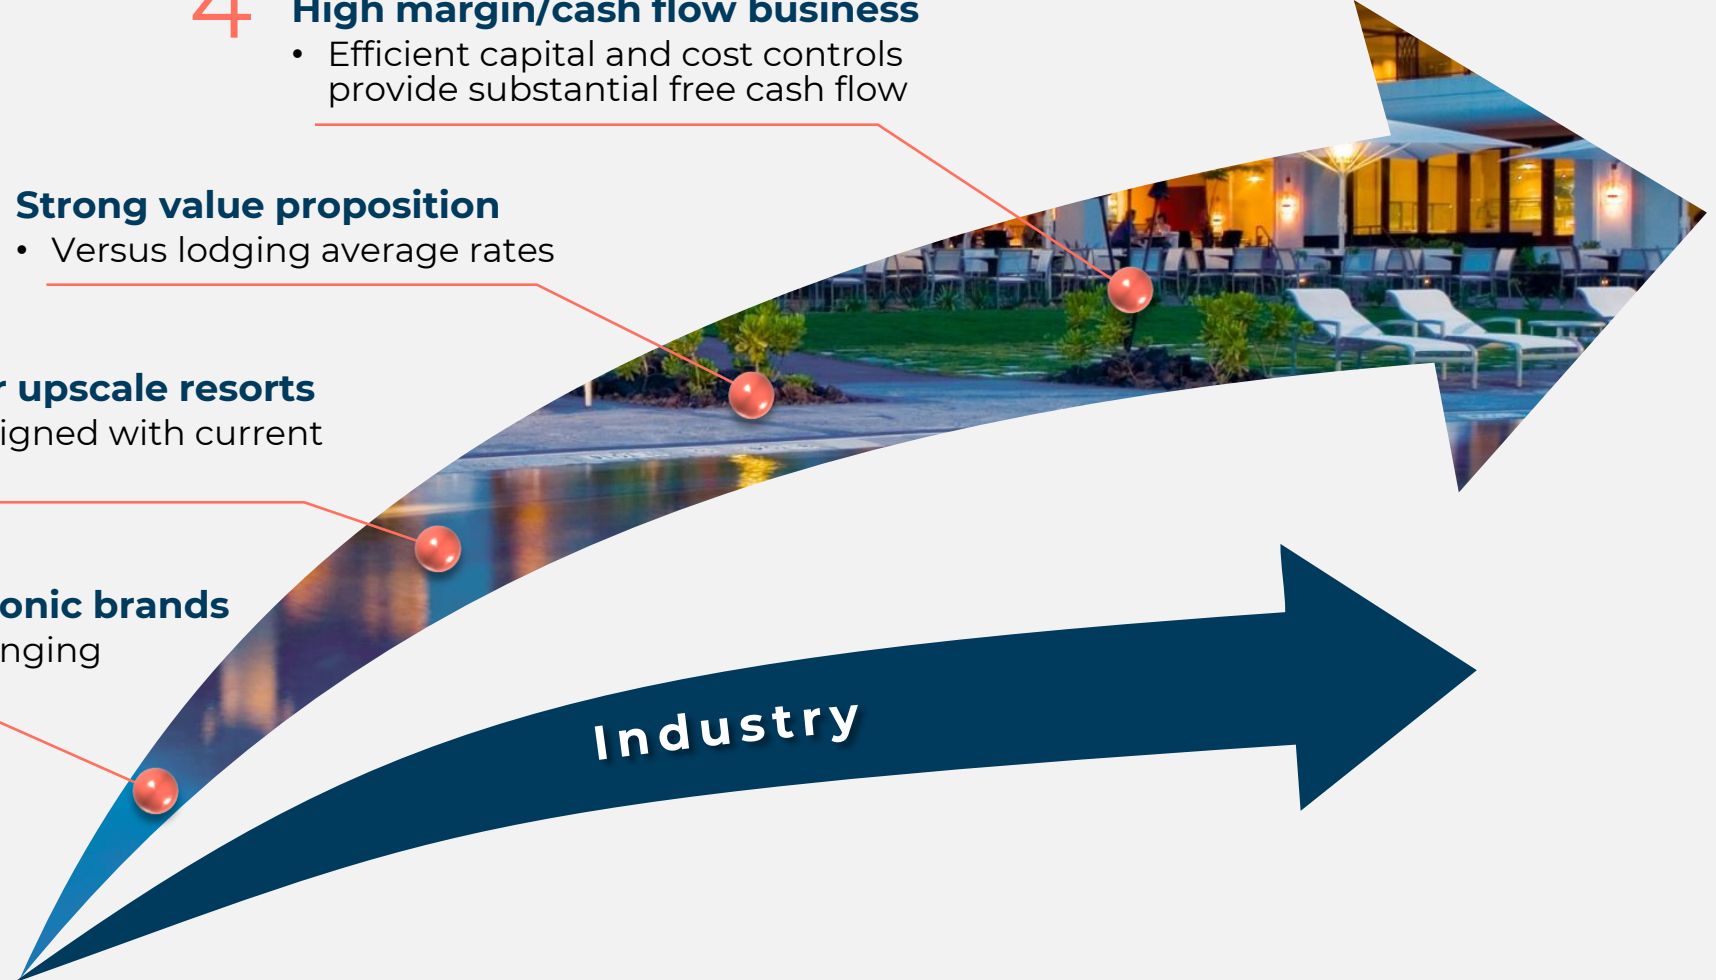 4
High margin/cash flow business
• Efficient capital and cost controls
provide substantial free cash flow
Strong value proposition
• Versus lodging average rates
r upscale resorts
igned with current
onic brands
nging
Industry